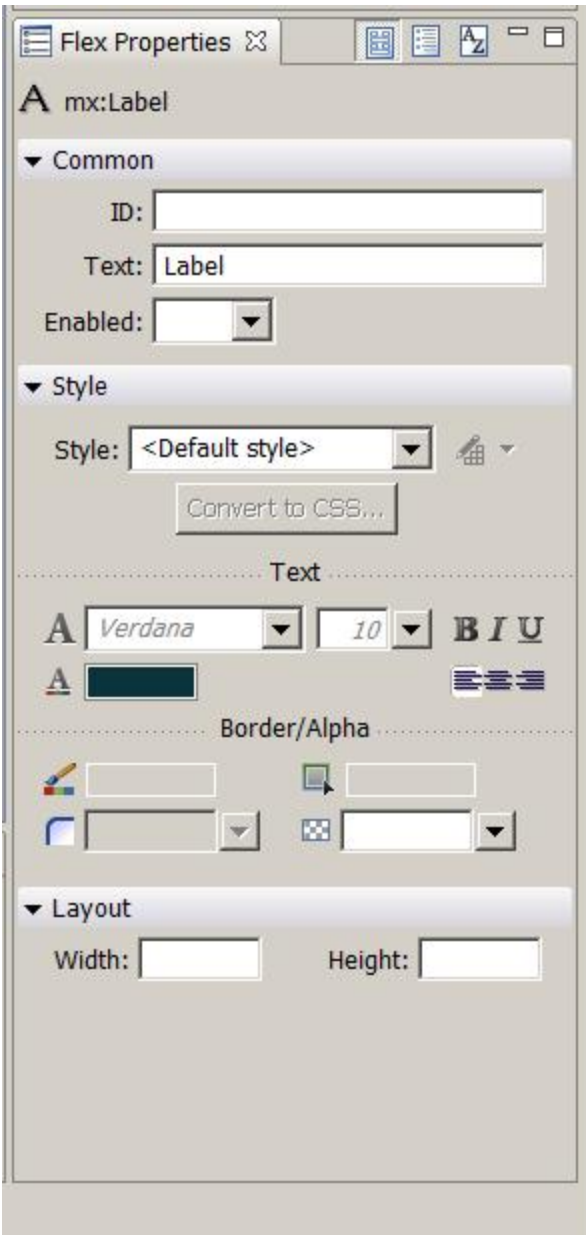 Flex Properties
A mx:Label
Common
ID:
Text: Label
Enabled:
Style
Style: <Default style>
Convert to CSS...
Text
A Verdana 10 B I U
A
Border/Alpha
Layout
Width: Height: